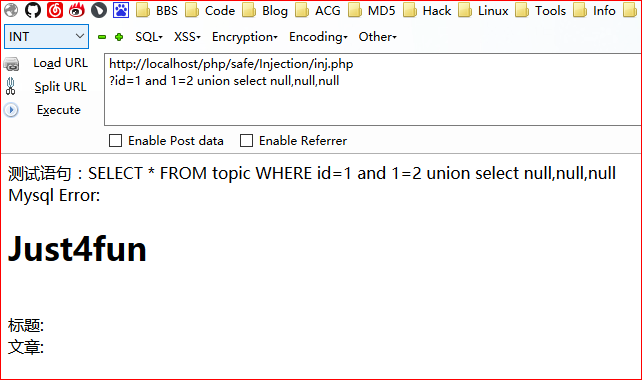 BBS Code Blog ACG MD5 Hack Linux Tools Info
INT SQL XSS Encryption Encoding Other
Load URL http://localhost/php/safe/Injection/inj.php
Split URL ?id=1 and 1=2 union select null,null,null
Execute
Enable Post data Enable Referrer
测试语句：SELECT * FROM topic WHERE id=1 and 1=2 union select null,null,null
Mysql Error:
Just4fun
标题:
文章: